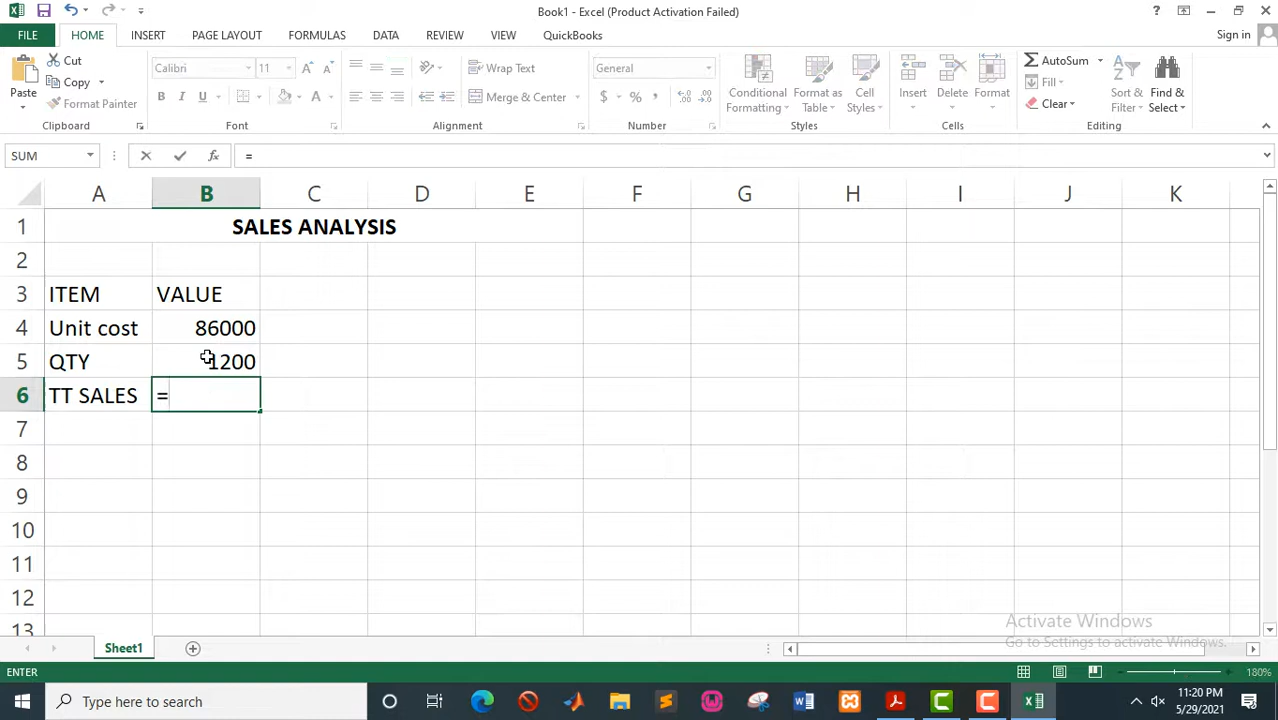 Book1 - Excel (Product Activation Failed)
FILE HOME INSERT PAGE LAYOUT FORMULAS DATA REVIEW VIEW QuickBooks Sign in
Cut
Copy
Format Painter
Paste
Clipboard
Calibri 11
B I U
Font
Wrap Text
Merge & Center
Alignment
General
$ % ,
Number
Conditional Formatting
Format as Table
Cell Styles
Styles
Insert Delete Format
Cells
AutoSum
Fill
Clear
Sort & Filter
Find & Select
Editing
SUM fx =
A B C D E F G H I J K
1 SALES ANALYSIS
2
3 ITEM VALUE
4 Unit cost 86000
5 QTY 1200
6 TT SALES =
7
8
9
10
11
12
13
Activate Windows
Go to Settings to activate Windows.
Sheet1
ENTER 180%
Type here to search
11:20 PM
5/29/2021